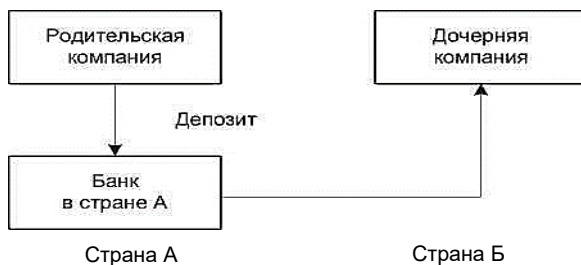 Родительская
компания
Дочерняя
компания
Депозит
Банк
в стране А
Страна А
Страна Б